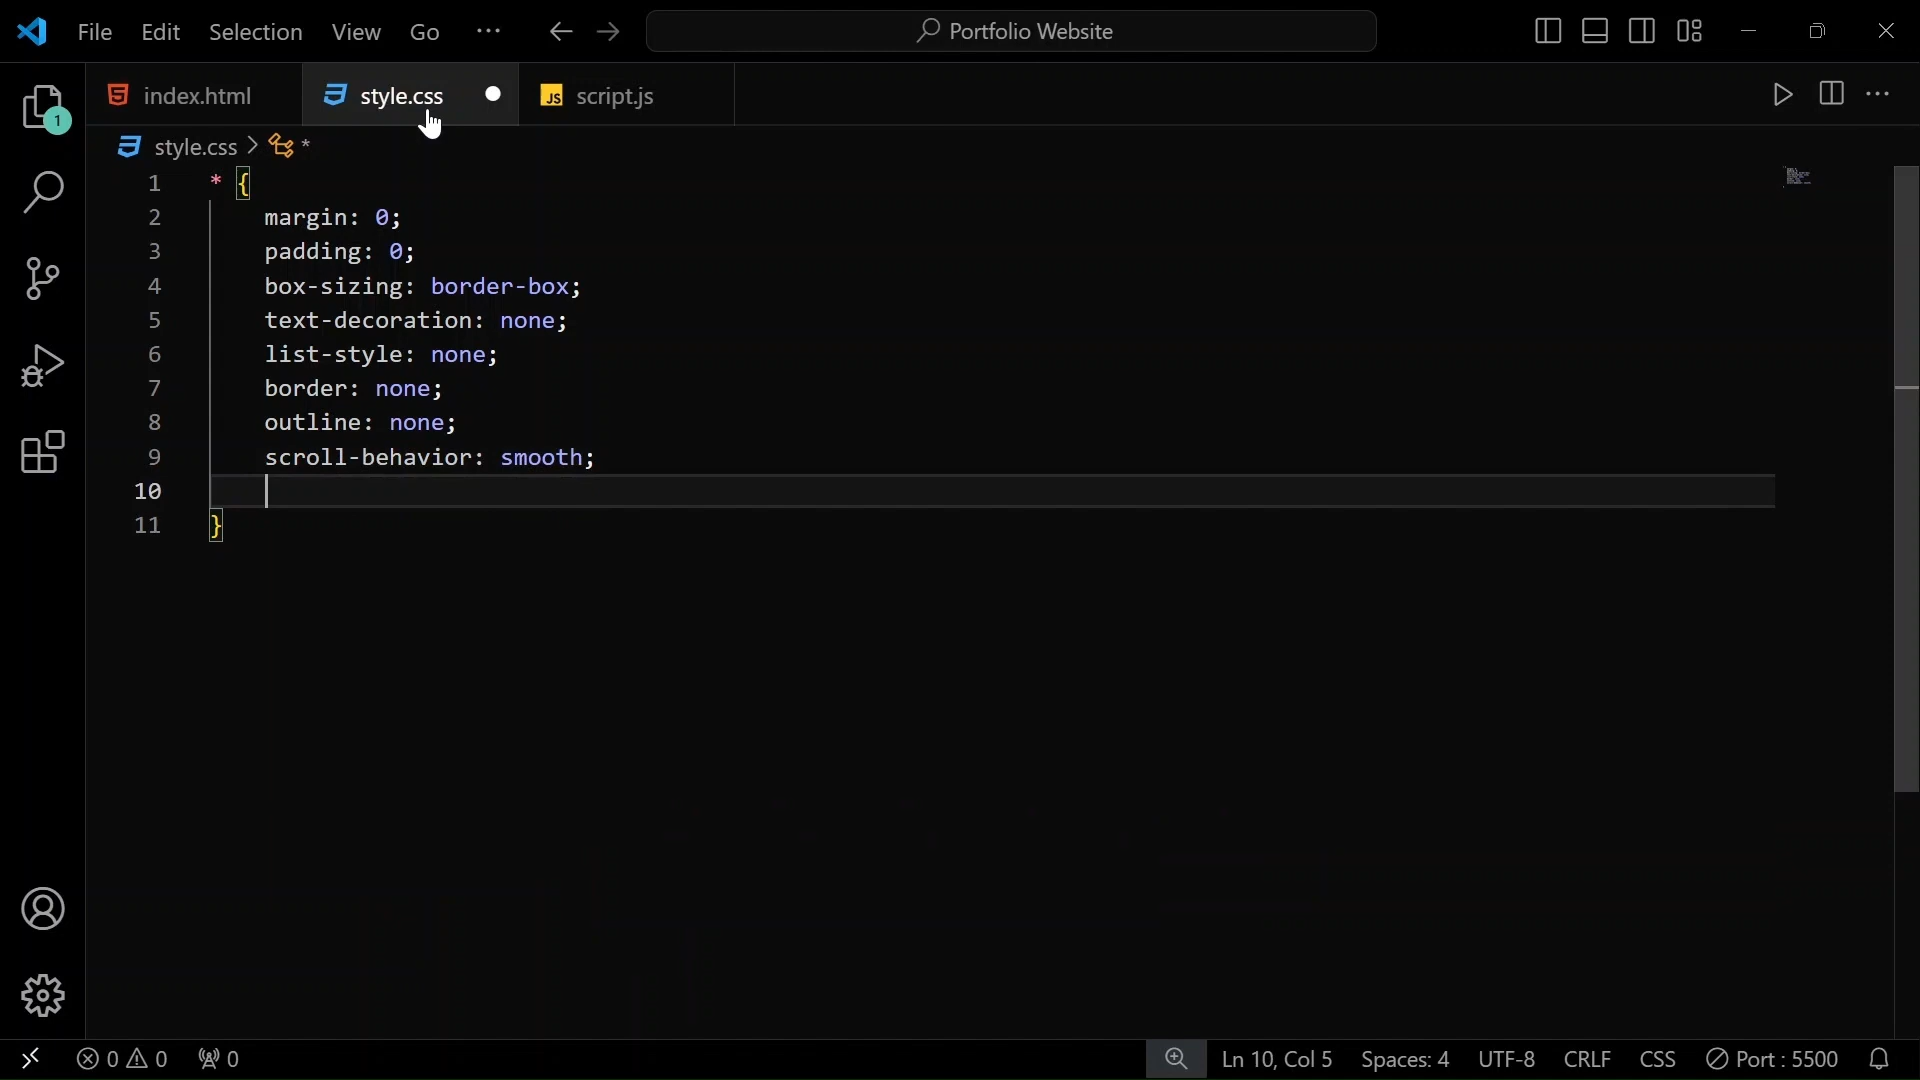 File Edit Selection View Go ··· Portfolio Website
index.html style.css JS script.js
1
style.css > *
1 * {
2 margin: 0;
3 padding: 0;
4 box-sizing: border-box;
5 text-decoration: none;
6 list-style: none;
7 border: none;
8 outline: none;
9 scroll-behavior: smooth;
10
11 }
0 0 0 Ln 10, Col 5 Spaces: 4 UTF-8 CRLF CSS Port : 5500